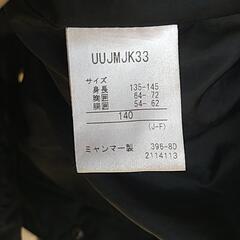 UUJMJK33
サイズ
身長 135-145
胸囲 64-72
胴囲 54-62
140
(J-F)
ミャンマー製 396-80
2114113